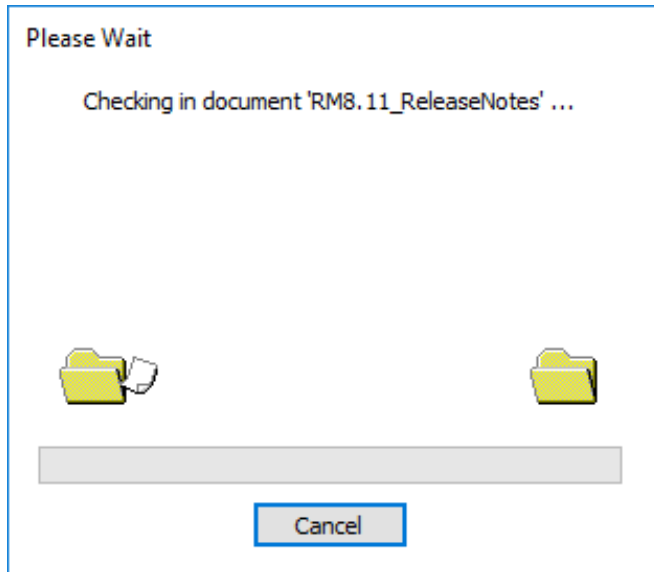 Please Wait
Checking in document 'RM8.11_ReleaseNotes' ...
Cancel